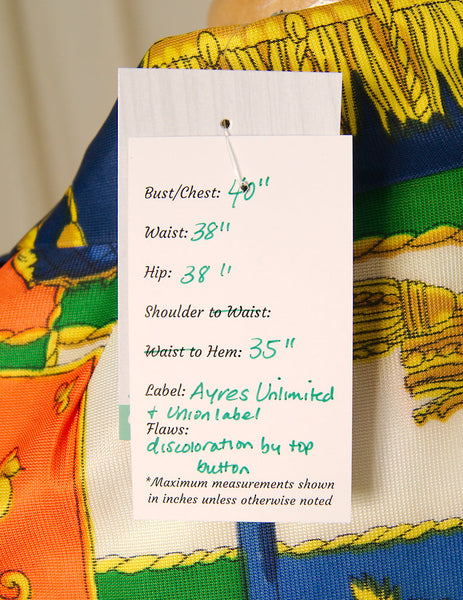 Bust/Chest: 40"
Waist: 38"
Hip: 38"
Shoulder to Waist:
Waist to Hem: 35"
Label: Ayres Unlimited
+ Union label
Flaws:
discoloration by top
button
*Maximum measurements shown
in inches unless otherwise noted